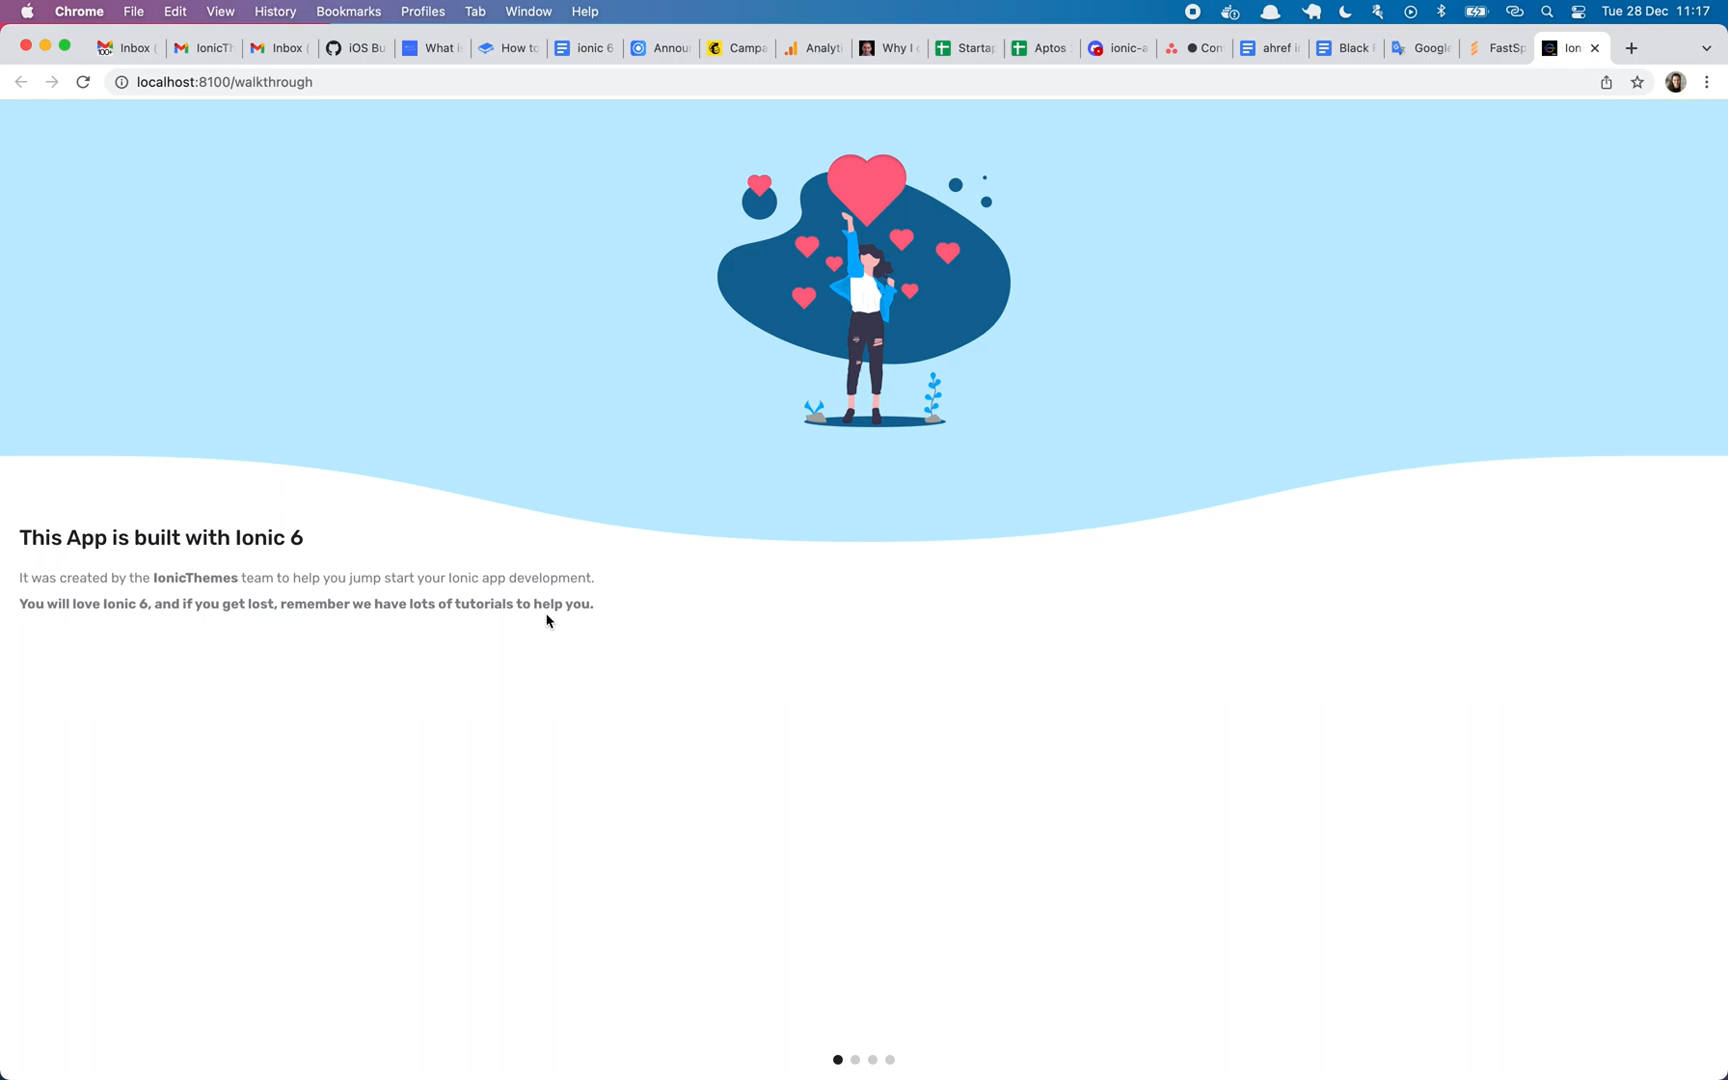 Chrome File Edit View History Bookmarks Profiles Tab Window Help Tue 28 Dec 11:17
Inbox ( IonicTh Inbox ( iOS Bu What i How to ionic 6 Annou Campa Analyti Why I Startap Aptos ionic-a Con ahref i Black F Google FastSp Ion
localhost:8100/walkthrough
This App is built with Ionic 6
It was created by the IonicThemes team to help you jump start your Ionic app development.
You will love Ionic 6, and if you get lost, remember we have lots of tutorials to help you.